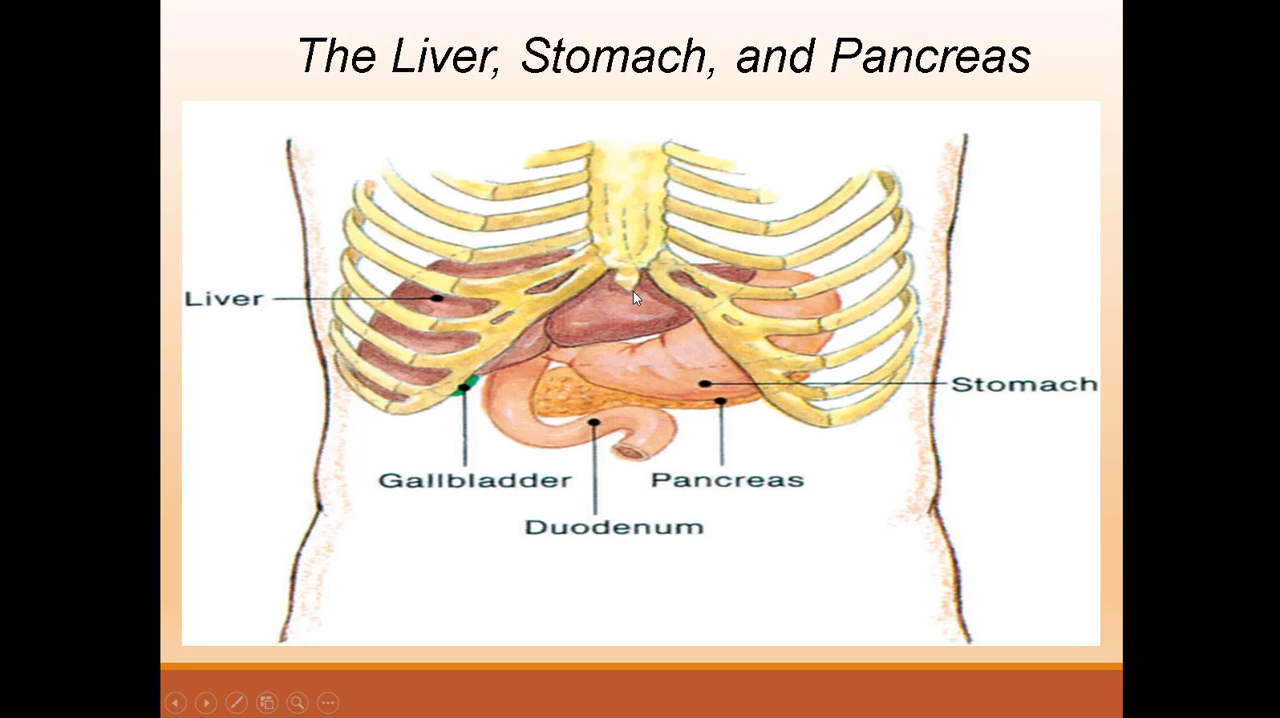 The Liver, Stomach, and Pancreas
Liver
Stomach
Gallbladder
Pancreas
Duodenum